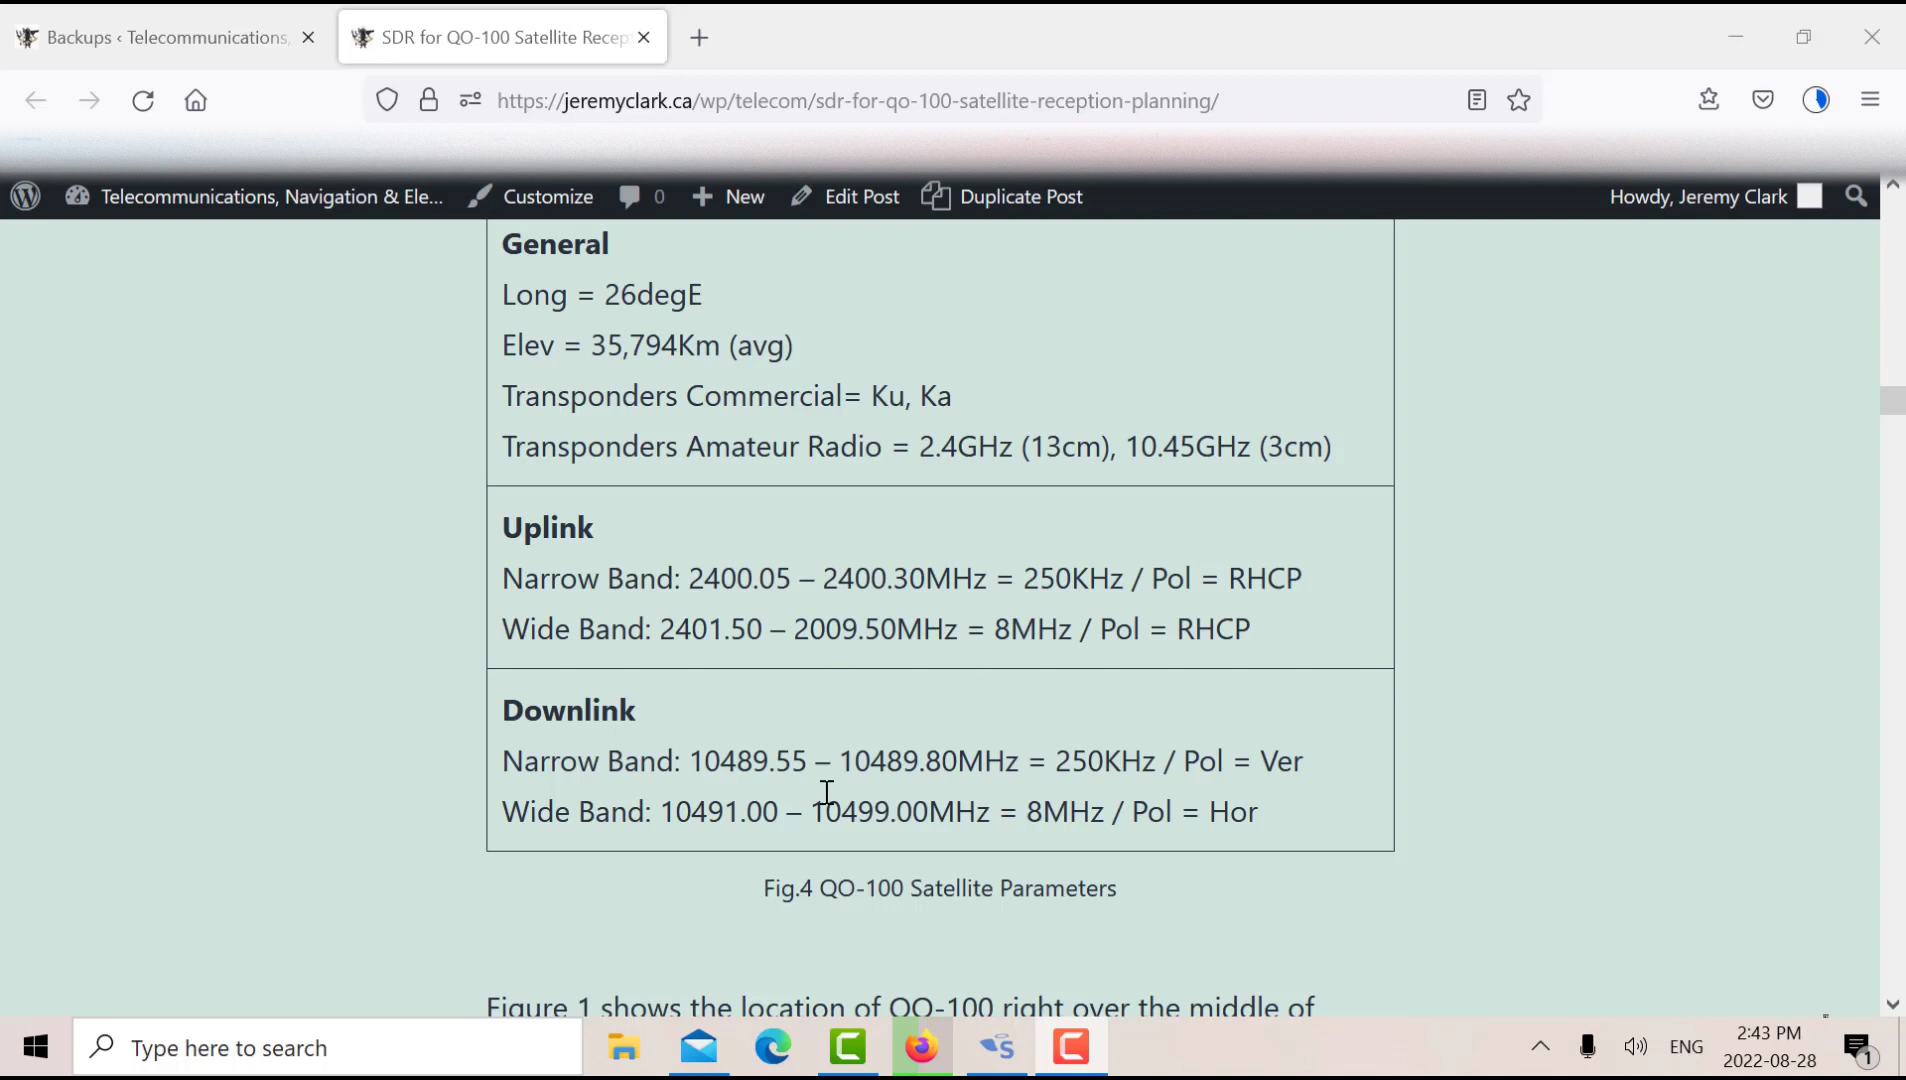 Backups ‹ Telecommunications,
SDR for QO-100 Satellite Recep
https://jeremyclark.ca/wp/telecom/sdr-for-qo-100-satellite-reception-planning/
Telecommunications, Navigation & Ele... Customize 0 New Edit Post Duplicate Post Howdy, Jeremy Clark
General
Long = 26degE
Elev = 35,794Km (avg)
Transponders Commercial= Ku, Ka
Transponders Amateur Radio = 2.4GHz (13cm), 10.45GHz (3cm)
Uplink
Narrow Band: 2400.05 – 2400.30MHz = 250KHz / Pol = RHCP
Wide Band: 2401.50 – 2009.50MHz = 8MHz / Pol = RHCP
Downlink
Narrow Band: 10489.55 – 10489.80MHz = 250KHz / Pol = Ver
Wide Band: 10491.00 – 10499.00MHz = 8MHz / Pol = Hor
Fig.4 QO-100 Satellite Parameters
Figure 1 shows the location of QO-100 right over the middle of
Type here to search
ENG
2:43 PM
2022-08-28
1